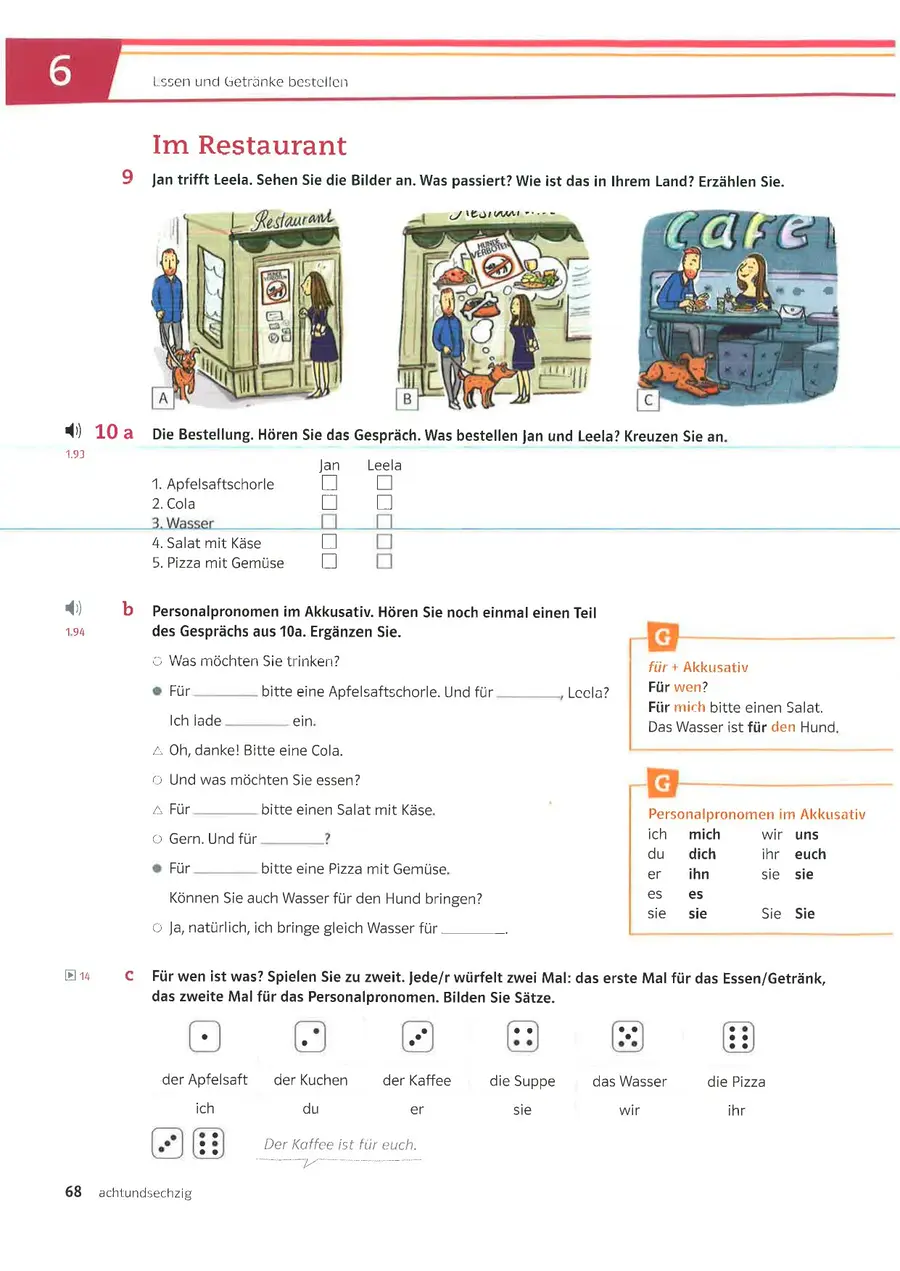 6
Essen und Getränke bestellen
Im Restaurant
9 Jan trifft Leela. Sehen Sie die Bilder an. Was passiert? Wie ist das in Ihrem Land? Erzählen Sie.
Restaurant
HUNDE VERBOTEN
A
Restaurant
HUNDE VERBOTEN
B
CaFE
C
10 a Die Bestellung. Hören Sie das Gespräch. Was bestellen Jan und Leela? Kreuzen Sie an.
1.93
Jan Leela
1. Apfelsaftschorle
2. Cola
3. Wasser
4. Salat mit Käse
5. Pizza mit Gemüse
b Personalpronomen im Akkusativ. Hören Sie noch einmal einen Teil
1.94 des Gesprächs aus 10a. Ergänzen Sie.
○ Was möchten Sie trinken?
● Für ________ bitte eine Apfelsaftschorle. Und für ________, Leela?
Ich lade ________ ein.
△ Oh, danke! Bitte eine Cola.
○ Und was möchten Sie essen?
△ Für ________ bitte einen Salat mit Käse.
○ Gern. Und für ________?
● Für ________ bitte eine Pizza mit Gemüse.
Können Sie auch Wasser für den Hund bringen?
○ Ja, natürlich, ich bringe gleich Wasser für ________.
G
für + Akkusativ
Für wen?
Für mich bitte einen Salat.
Das Wasser ist für den Hund.
G
Personalpronomen im Akkusativ
ich mich wir uns
du dich ihr euch
er ihn sie sie
es es
sie sie Sie Sie
14 c Für wen ist was? Spielen Sie zu zweit. Jede/r würfelt zwei Mal: das erste Mal für das Essen/Getränk,
das zweite Mal für das Personalpronomen. Bilden Sie Sätze.
der Apfelsaft der Kuchen der Kaffee die Suppe das Wasser die Pizza
ich du er sie wir ihr
Der Kaffee ist für euch.
68 achtundsechzig